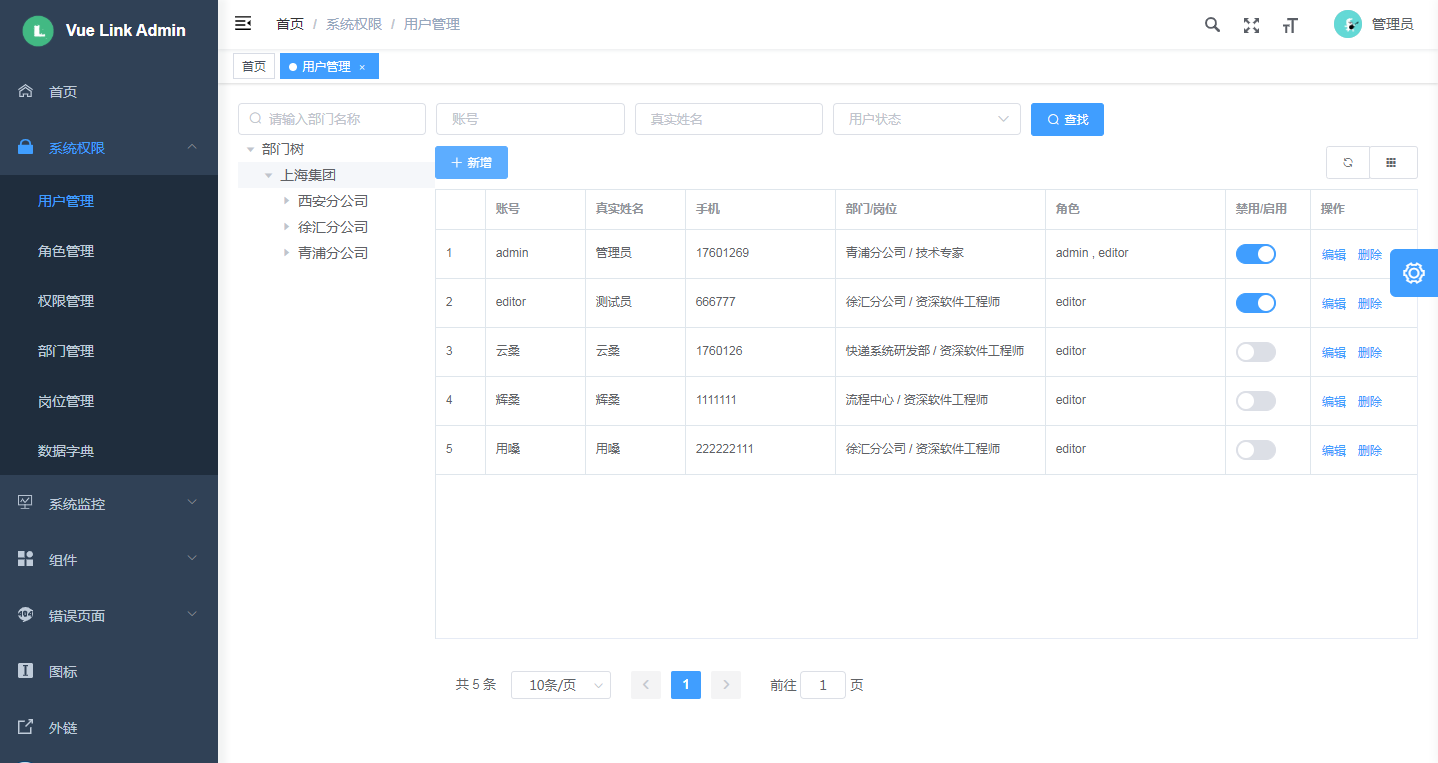 Vue Link Admin
首页
系统权限
用户管理
角色管理
权限管理
部门管理
岗位管理
数据字典
系统监控
组件
错误页面
图标
外链
首页 / 系统权限 / 用户管理
管理员
首页 用户管理 ×
请输入部门名称 账号 真实姓名 用户状态 查找
部门树
上海集团
西安分公司
徐汇分公司
青浦分公司
新增
账号 真实姓名 手机 部门/岗位 角色 禁用/启用 操作
1 admin 管理员 17601269 青浦分公司 / 技术专家 admin , editor 编辑 删除
2 editor 测试员 666777 徐汇分公司 / 资深软件工程师 editor 编辑 删除
3 云桑 云桑 1760126 快递系统研发部 / 资深软件工程师 editor 编辑 删除
4 辉桑 辉桑 1111111 流程中心 / 资深软件工程师 editor 编辑 删除
5 用嗓 用嗓 222222111 徐汇分公司 / 资深软件工程师 editor 编辑 删除
共 5 条 10条/页 1 前往 1 页